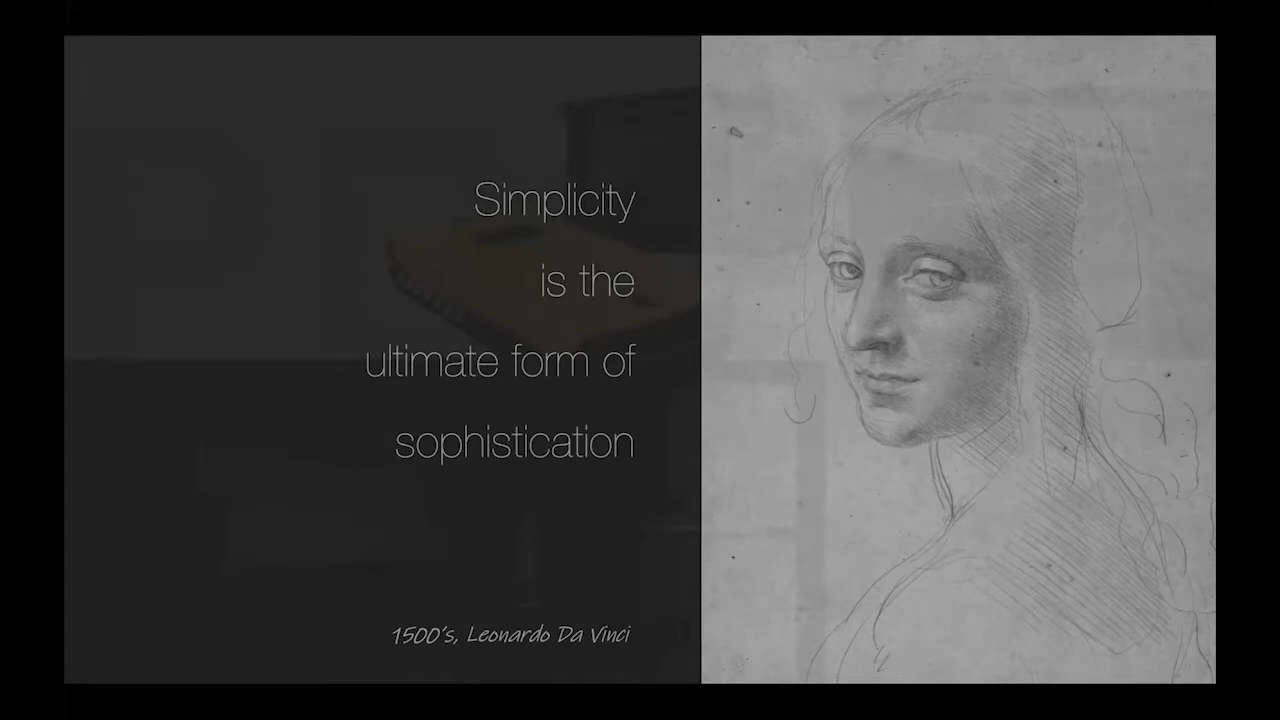 Simplicity
is the
ultimate form of
sophistication
1500's, Leonardo Da Vinci